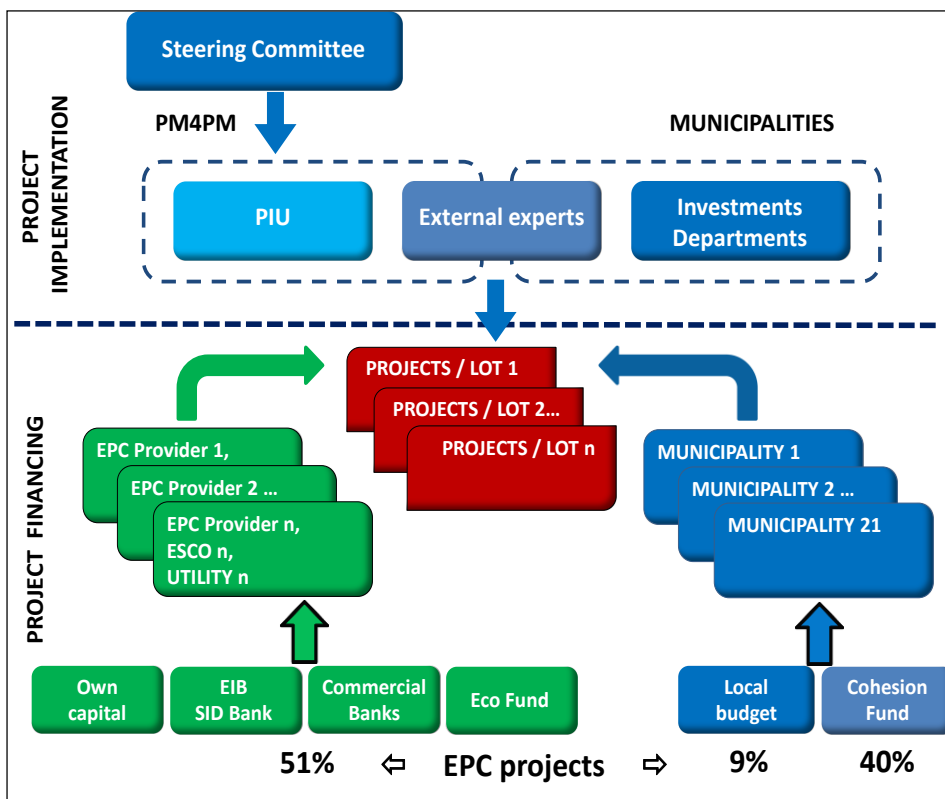 Steering Committee
PM4PM
MUNICIPALITIES
PROJECT
IMPLEMENTATION
PIU
External experts
Investments
Departments
PROJECT FINANCING
PROJECTS / LOT 1
PROJECTS / LOT 2...
PROJECTS / LOT n
EPC Provider 1,
EPC Provider 2 ...
EPC Provider n,
ESCO n,
UTILITY n
MUNICIPALITY 1
MUNICIPALITY 2 ...
MUNICIPALITY 21
Own
capital
EIB
SID Bank
Commercial
Banks
Eco Fund
Local
budget
Cohesion
Fund
51% ⇦ EPC projects ⇨ 9% 40%